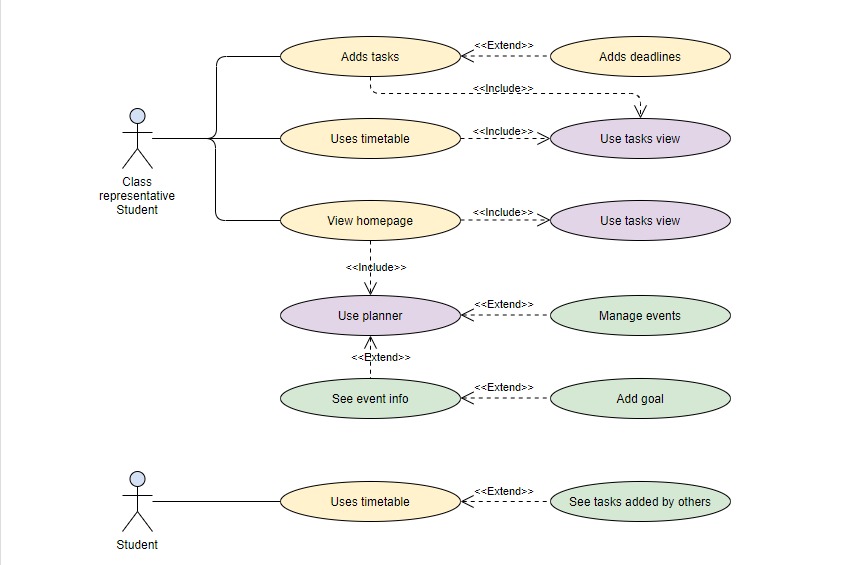 <<Extend>>
Adds tasks
Adds deadlines
<<Include>>
Uses timetable
<<Include>>
Use tasks view
Class
representative
Student
View homepage
<<Include>>
Use tasks view
<<Include>>
Use planner
<<Extend>>
Manage events
<<Extend>>
See event info
<<Extend>>
Add goal
Uses timetable
<<Extend>>
See tasks added by others
Student